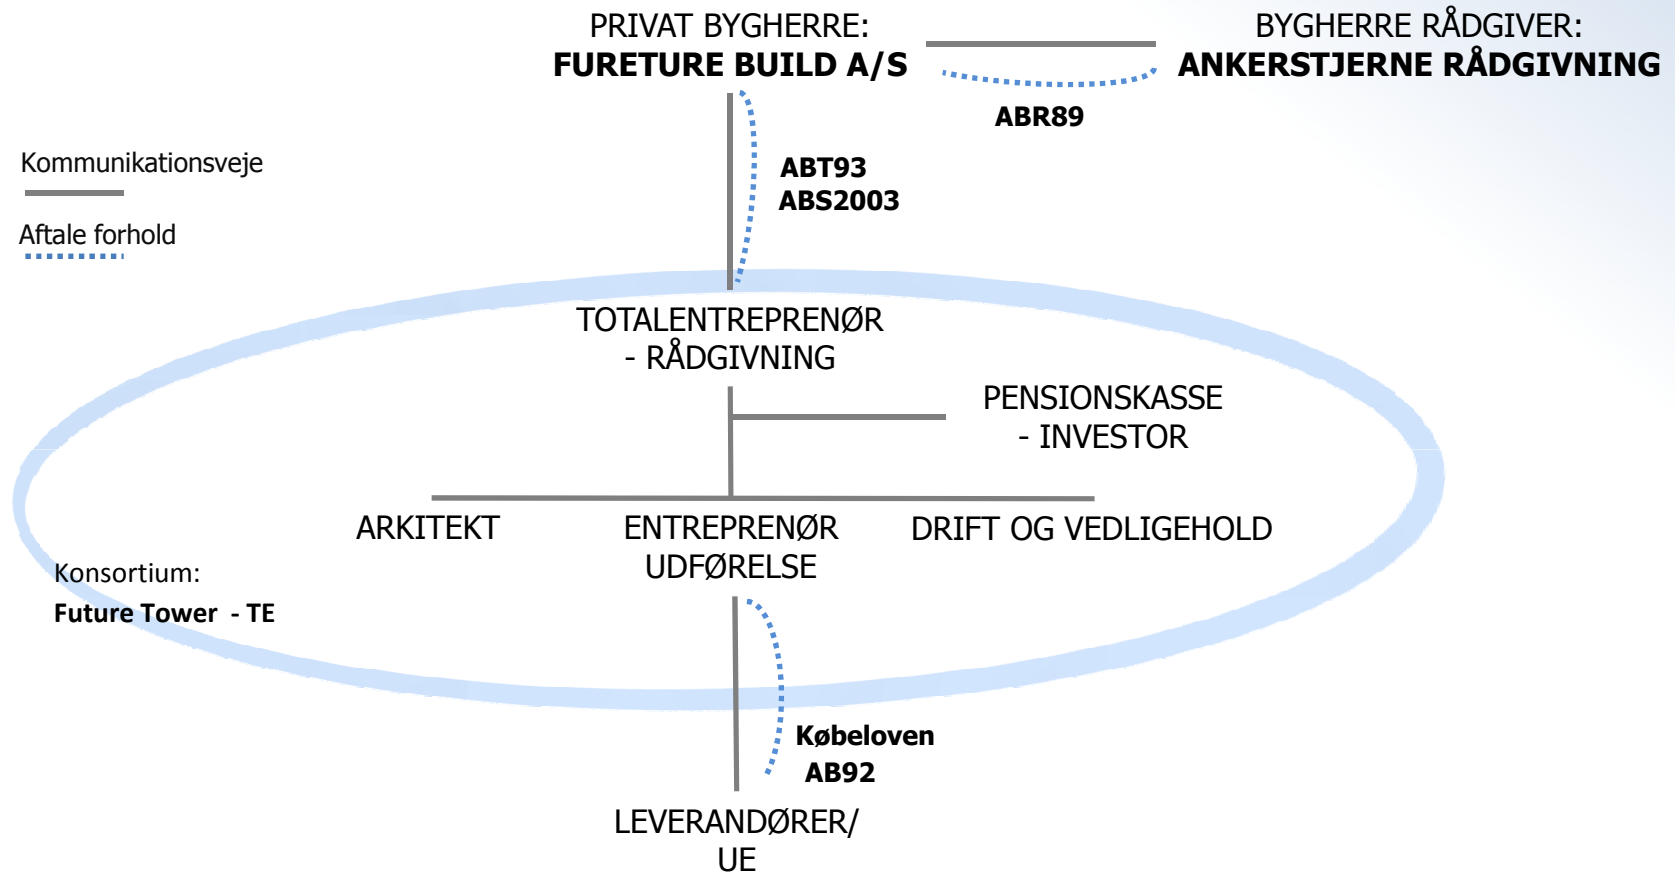 PRIVAT BYGHERRE:
FURETURE BUILD A/S
BYGHERRE RÅDGIVER:
ANKERSTJERNE RÅDGIVNING
ABR89
Kommunikationsveje
Aftale forhold
ABT93
ABS2003
TOTALENTREPRENØR
- RÅDGIVNING
PENSIONSKASSE
- INVESTOR
ARKITEKT
ENTREPRENØR
UDFØRELSE
DRIFT OG VEDLIGEHOLD
Konsortium:
Future Tower - TE
Købeloven
AB92
LEVERANDØRER/
UE